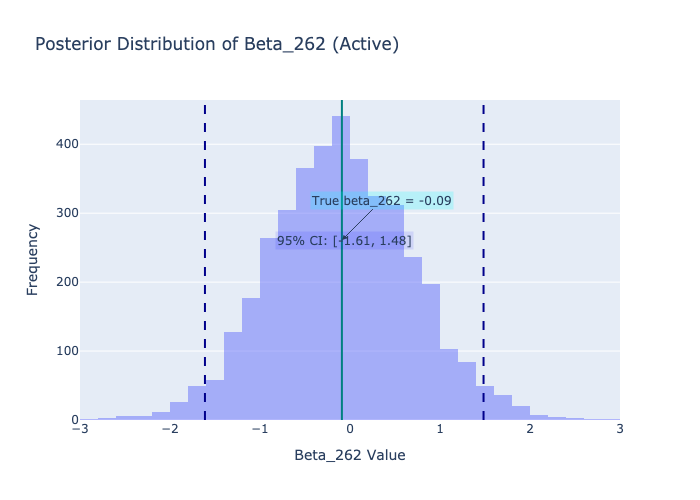 Posterior Distribution of Beta_262 (Active)
400
300
200
100
0
Frequency
True beta_262 = -0.09
95% CI: [-1.61, 1.48]
−3
−2
−1
0
1
2
3
Beta_262 Value